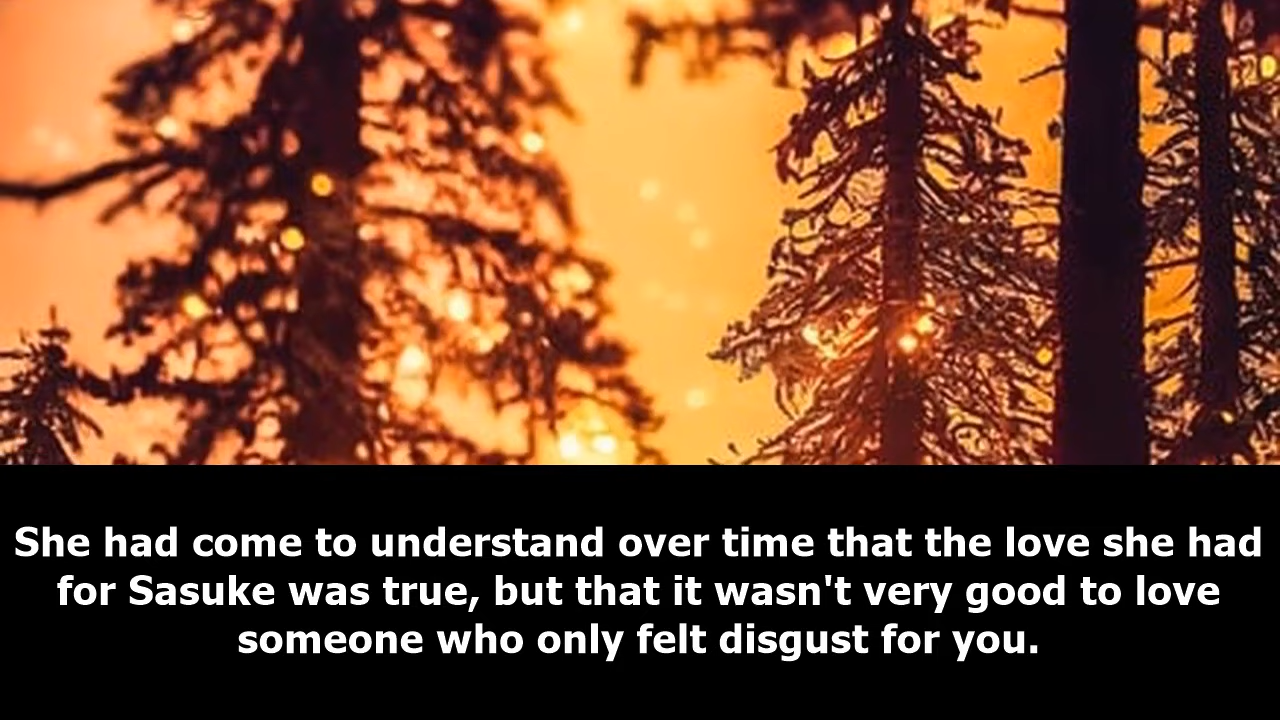 She had come to understand over time that the love she had
for Sasuke was true, but that it wasn't very good to love
someone who only felt disgust for you.